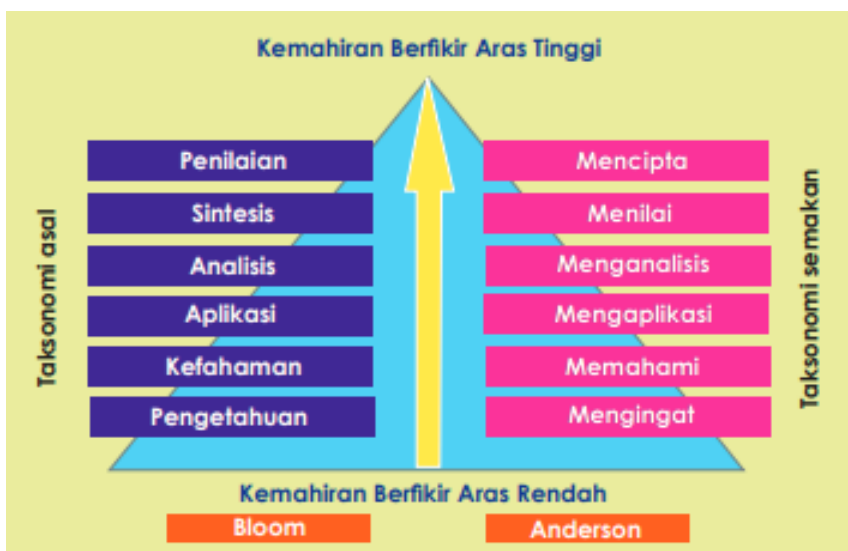 Kemahiran Berfikir Aras Tinggi
Taksonomi asal
Penilaian
Sintesis
Analisis
Aplikasi
Kefahaman
Pengetahuan
Mencipta
Menilai
Menganalisis
Mengaplikasi
Memahami
Mengingat
Taksonomi semakan
Kemahiran Berfikir Aras Rendah
Bloom
Anderson